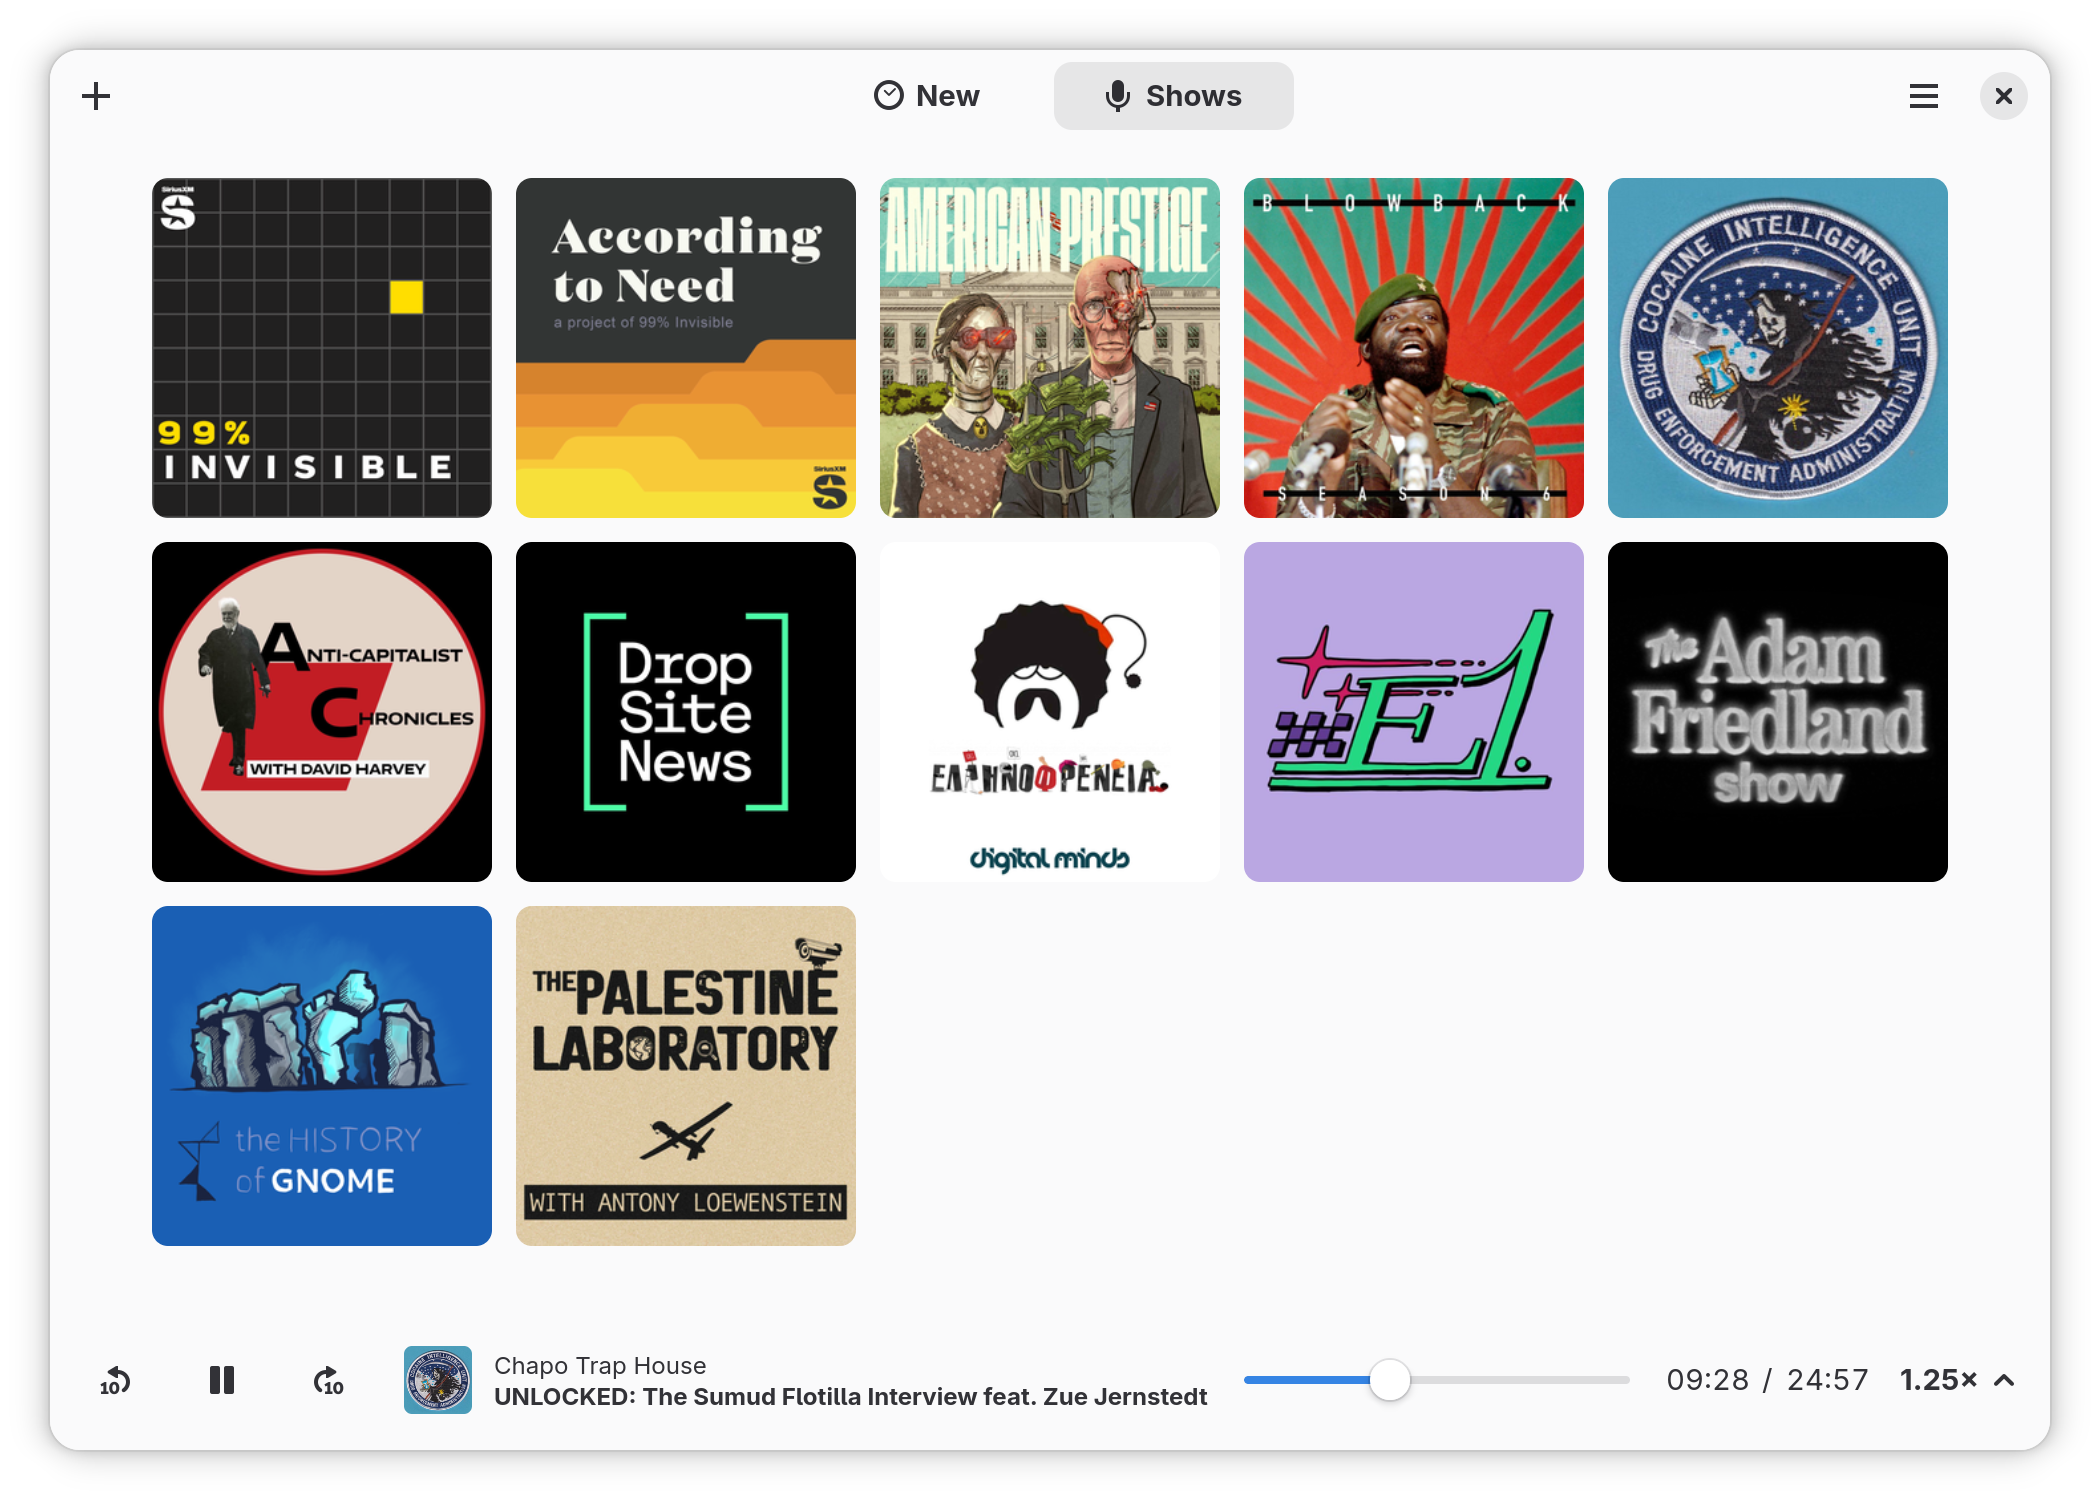 New
Shows
SiriusXM
S
99%
INVISIBLE
According
to Need
a project of 99% Invisible
SiriusXM
S
AMERICAN PRESTIGE
BLOWBACK
SEASON 6
COCAINE INTELLIGENCE UNIT
DRUG ENFORCEMENT ADMINISTRATION
ANTI-CAPITALIST
CHRONICLES
WITH DAVID HARVEY
Drop
Site
News
ΕΛΛΗΝΟΦΡΕΝΕΙΑ
digital minds
E1.
The Adam
Friedland
show
the HISTORY
of GNOME
THE PALESTINE
LABORATORY
WITH ANTONY LOEWENSTEIN
10
10
Chapo Trap House
UNLOCKED: The Sumud Flotilla Interview feat. Zue Jernstedt
09:28 / 24:57
1.25×